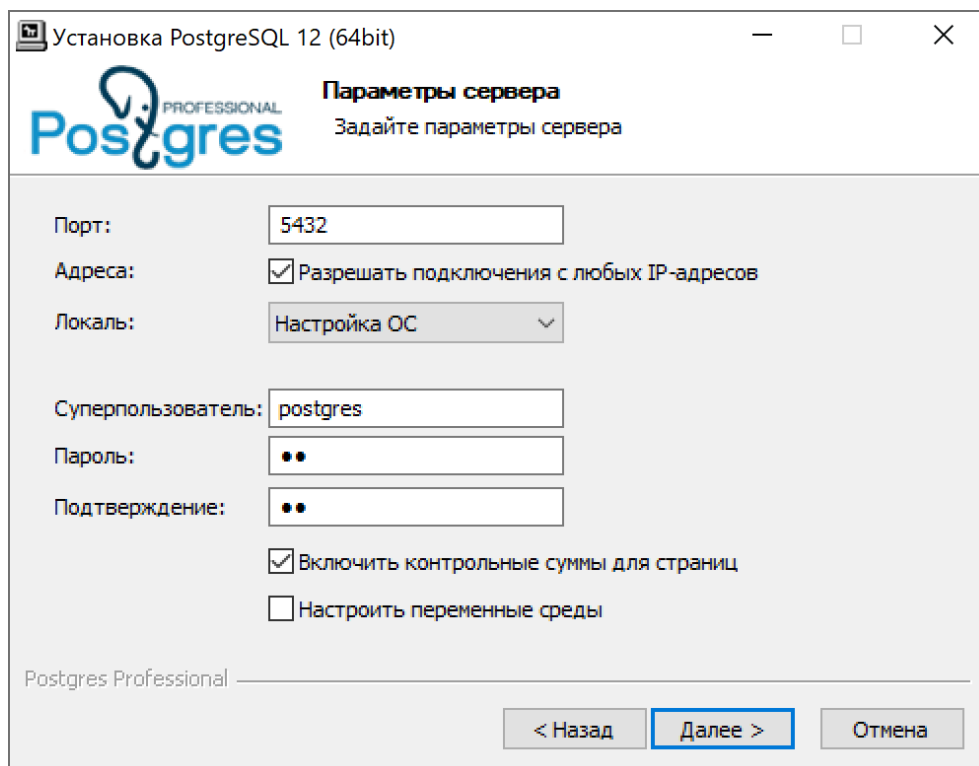 Установка PostgreSQL 12 (64bit)
PROFESSIONAL
Postgres
Параметры сервера
Задайте параметры сервера
Порт: 5432
Адреса: Разрешать подключения с любых IP-адресов
Локаль: Настройка ОС
Суперпользователь: postgres
Пароль: ●●
Подтверждение: ●●
Включить контрольные суммы для страниц
Настроить переменные среды
Postgres Professional
< Назад Далее > Отмена